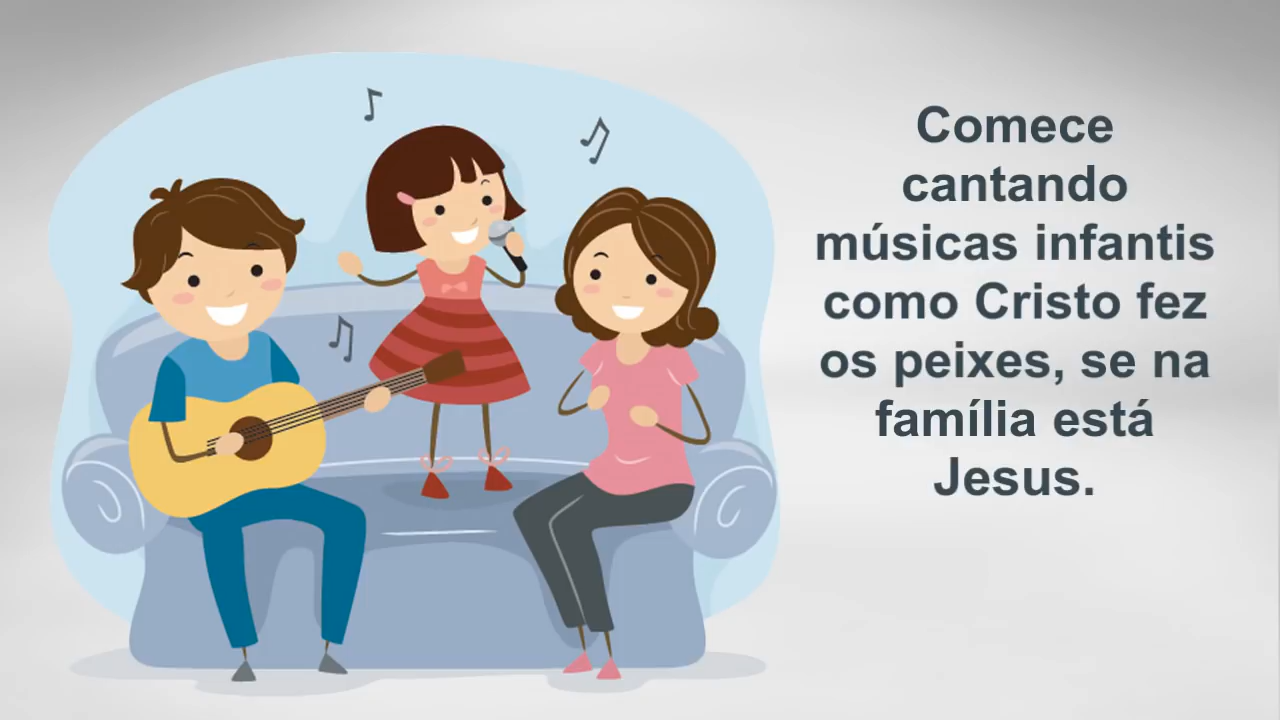 Comece
cantando
músicas infantis
como Cristo fez
os peixes, se na
família está
Jesus.